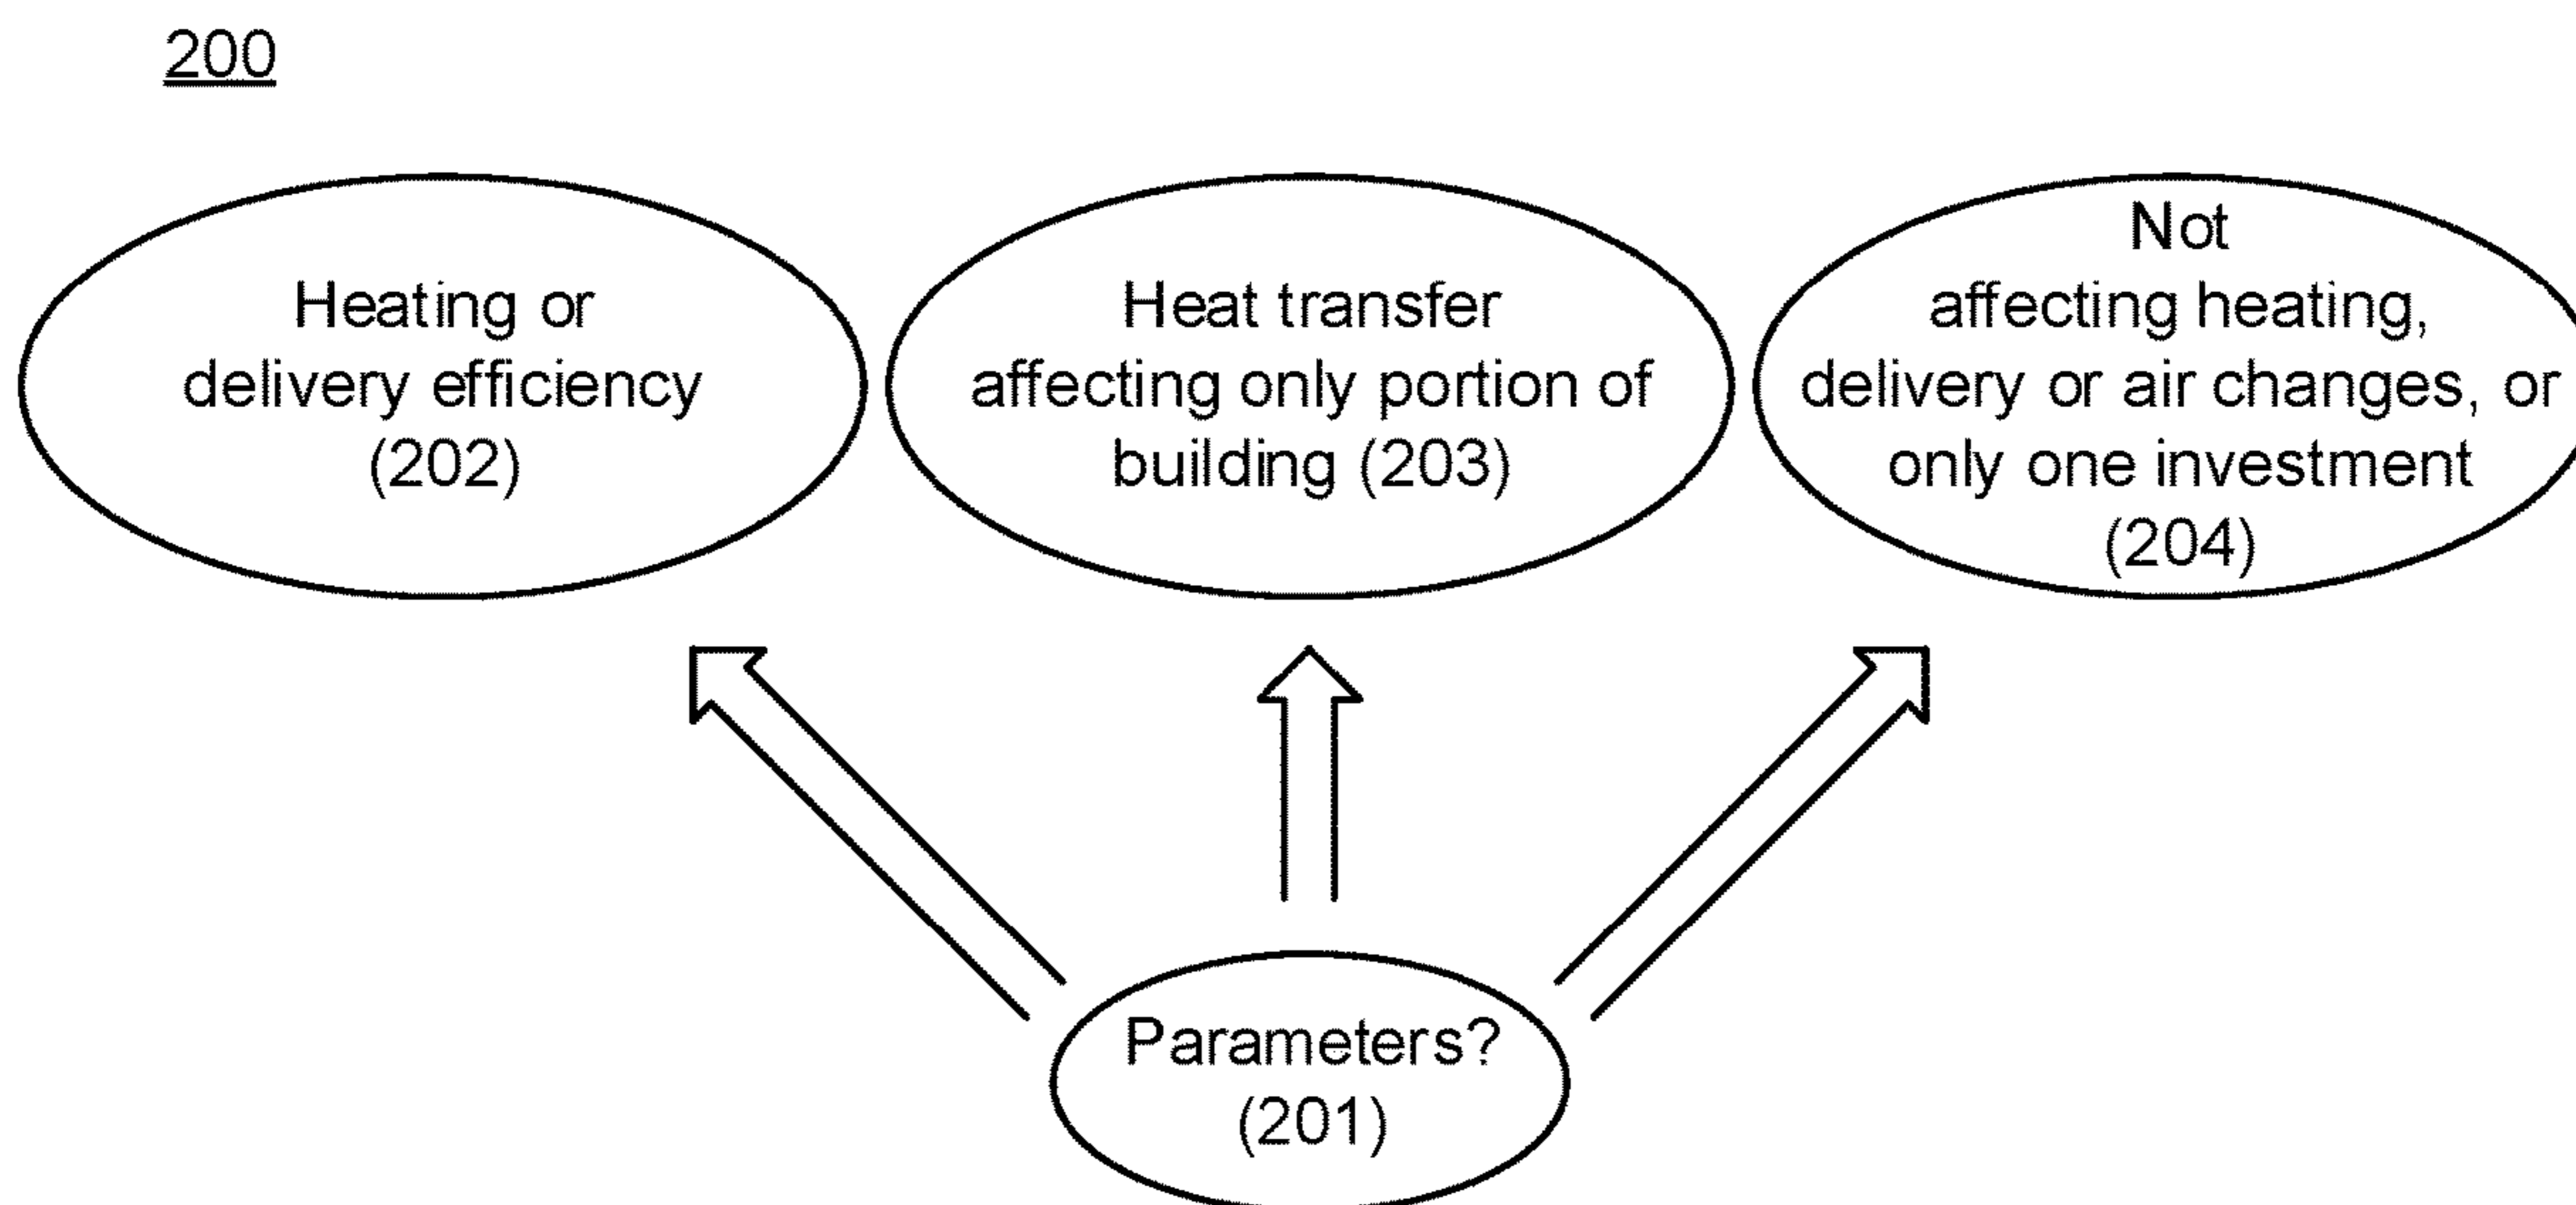 200
Heating or
delivery efficiency
(202)
Heat transfer
affecting only portion of
building (203)
Not
affecting heating,
delivery or air changes, or
only one investment
(204)
Parameters?
(201)